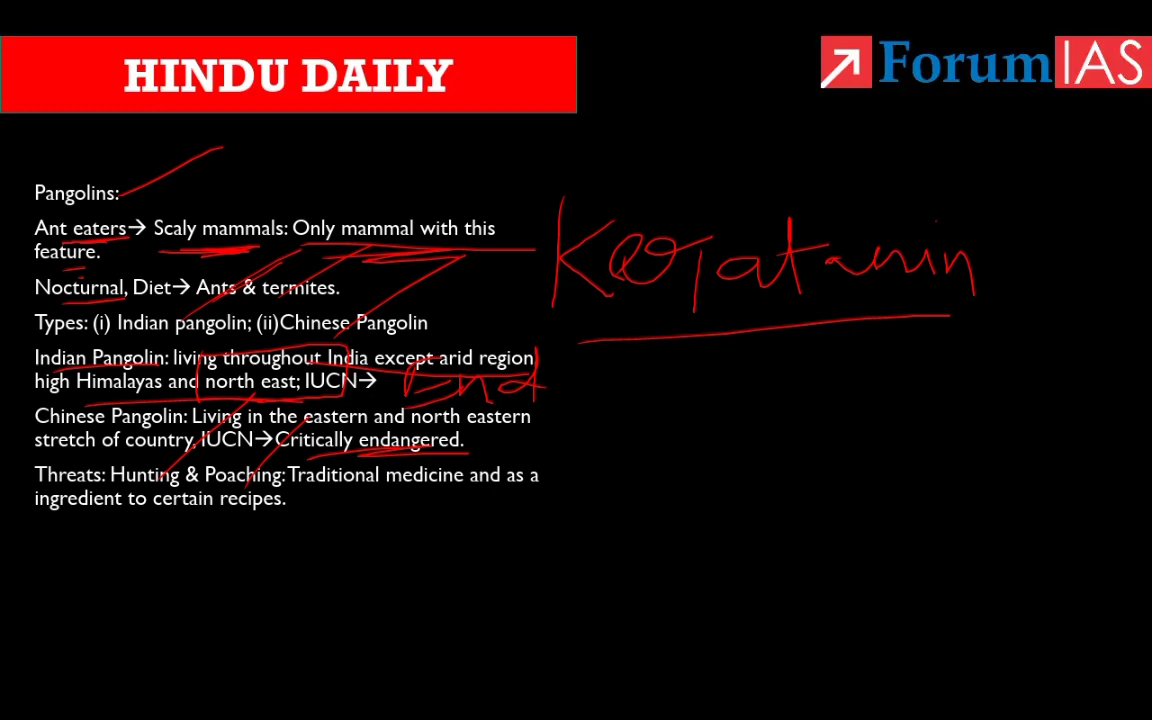 HINDU DAILY
ForumIAS
Pangolins:
Ant eaters→ Scaly mammals: Only mammal with this
feature.
Nocturnal, Diet→ Ants & termites.
Types: (i) Indian pangolin; (ii)Chinese Pangolin
Indian Pangolin: living throughout India except arid region,
high Himalayas and north east; IUCN→ End
Chinese Pangolin: Living in the eastern and north eastern
stretch of country, IUCN→Critically endangered.
Threats: Hunting & Poaching: Traditional medicine and as a
ingredient to certain recipes.